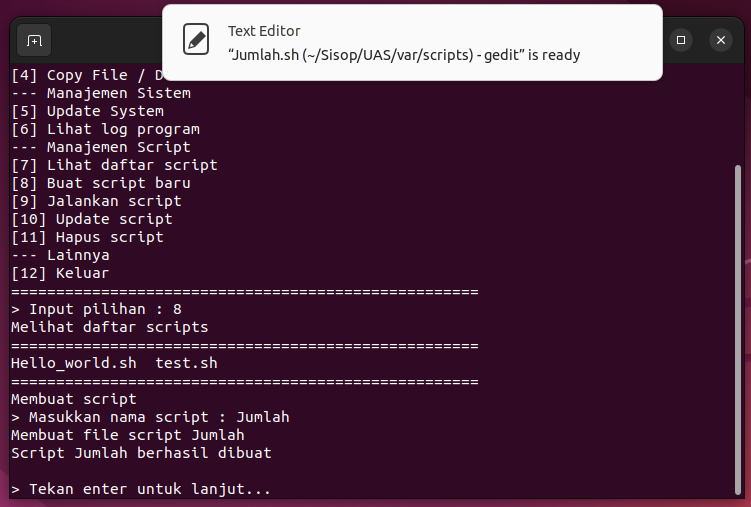 Text Editor
“Jumlah.sh (~/Sisop/UAS/var/scripts) - gedit” is ready
[4] Copy File / D
--- Manajemen Sistem
[5] Update System
[6] Lihat log program
--- Manajemen Script
[7] Lihat daftar script
[8] Buat script baru
[9] Jalankan script
[10] Update script
[11] Hapus script
--- Lainnya
[12] Keluar
====================================================
> Input pilihan : 8
Melihat daftar scripts
====================================================
Hello_world.sh  test.sh
====================================================
Membuat script
> Masukkan nama script : Jumlah
Membuat file script Jumlah
Script Jumlah berhasil dibuat
> Tekan enter untuk lanjut...